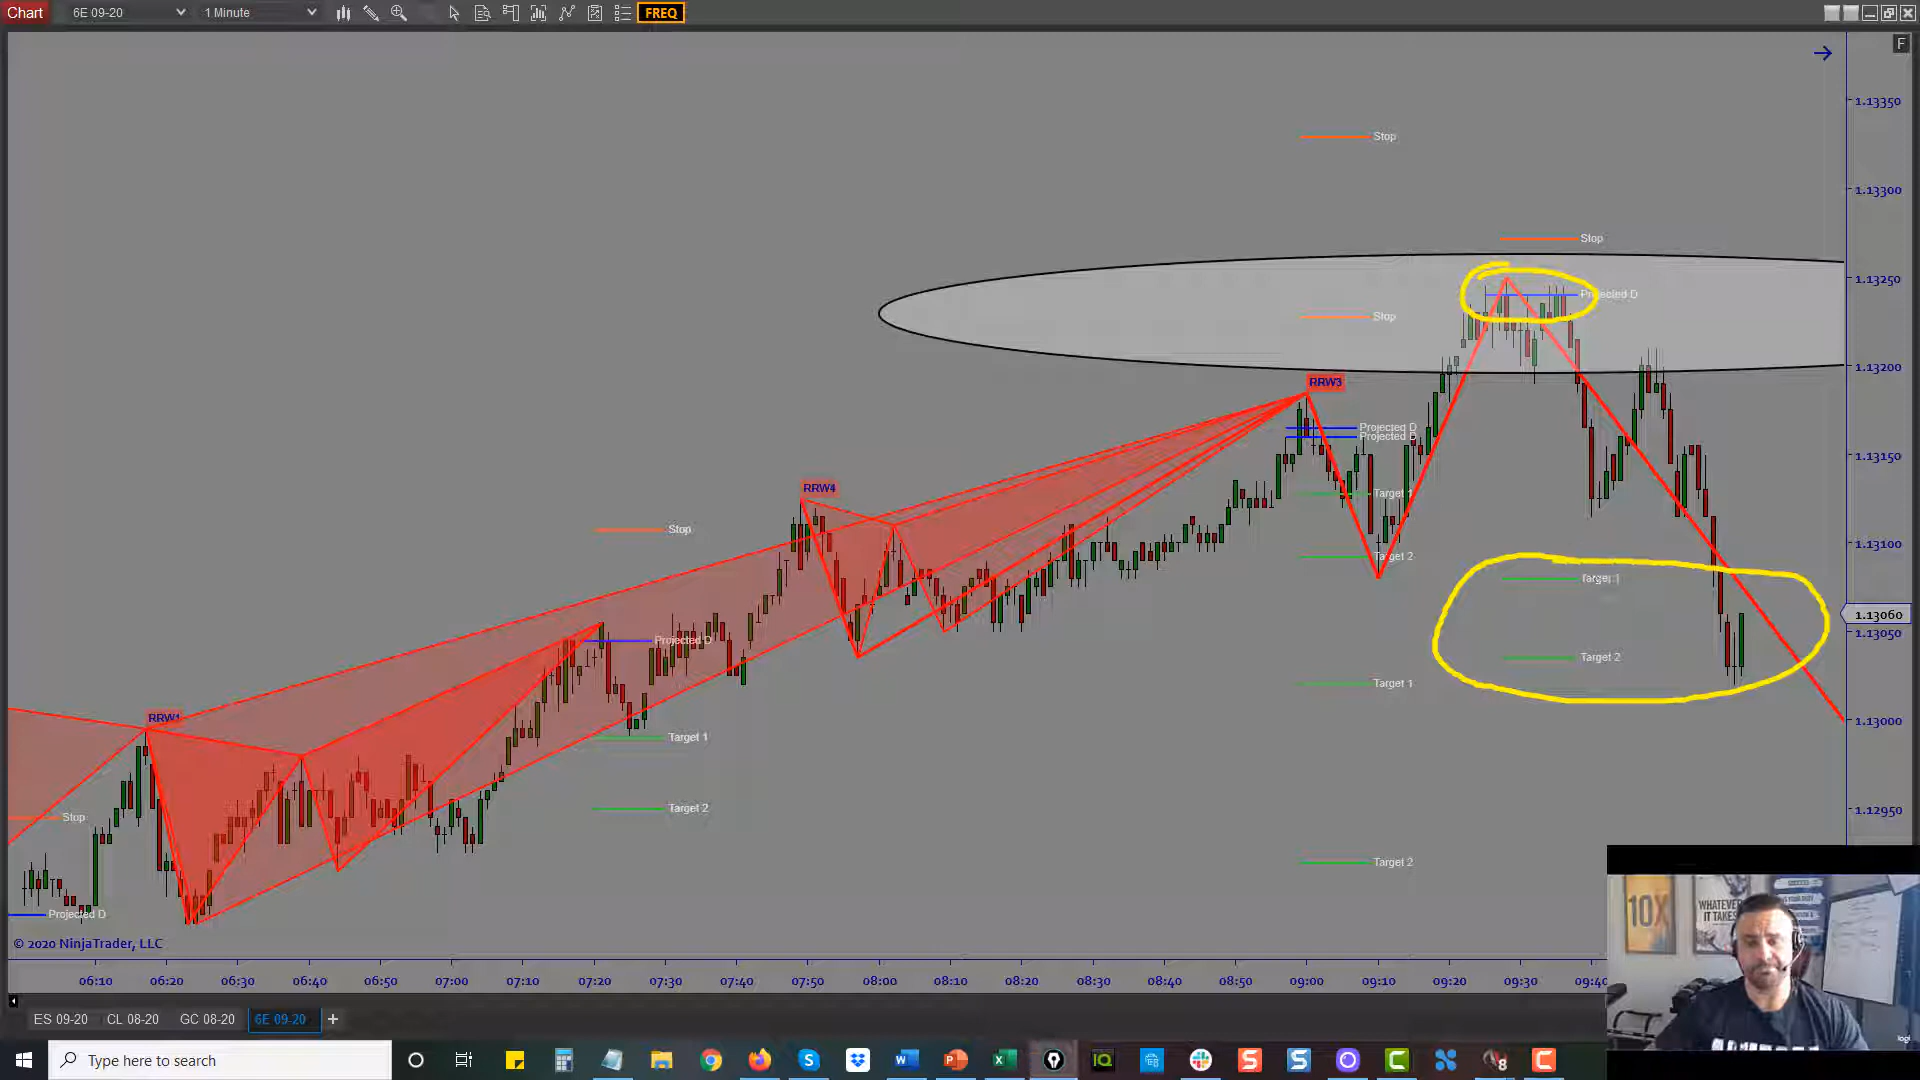 Chart 6E 09-20 1 Minute FREQ
F
1.13350
Stop
1.13300
Stop
1.13250
Projected D
Stop
1.13200
RRW3
Projected D
Projected D
1.13150
RRW4
Target 1
Stop
1.13100
Target 2
Target 1
1.13060
1.13050
Projected D
Target 2
Target 1
RRW1
1.13000
Target 1
Target 2
1.12950
Stop
Target 2
Projected D
© 2020 NinjaTrader, LLC
06:10 06:20 06:30 06:40 06:50 07:00 07:10 07:20 07:30 07:40 07:50 08:00 08:10 08:20 08:30 08:40 08:50 09:00 09:10 09:20 09:30 09:40
10X
WHATEVER
IT TAKES
ES 09-20 CL 08-20 GC 08-20 6E 09-20 +
logi
Type here to search